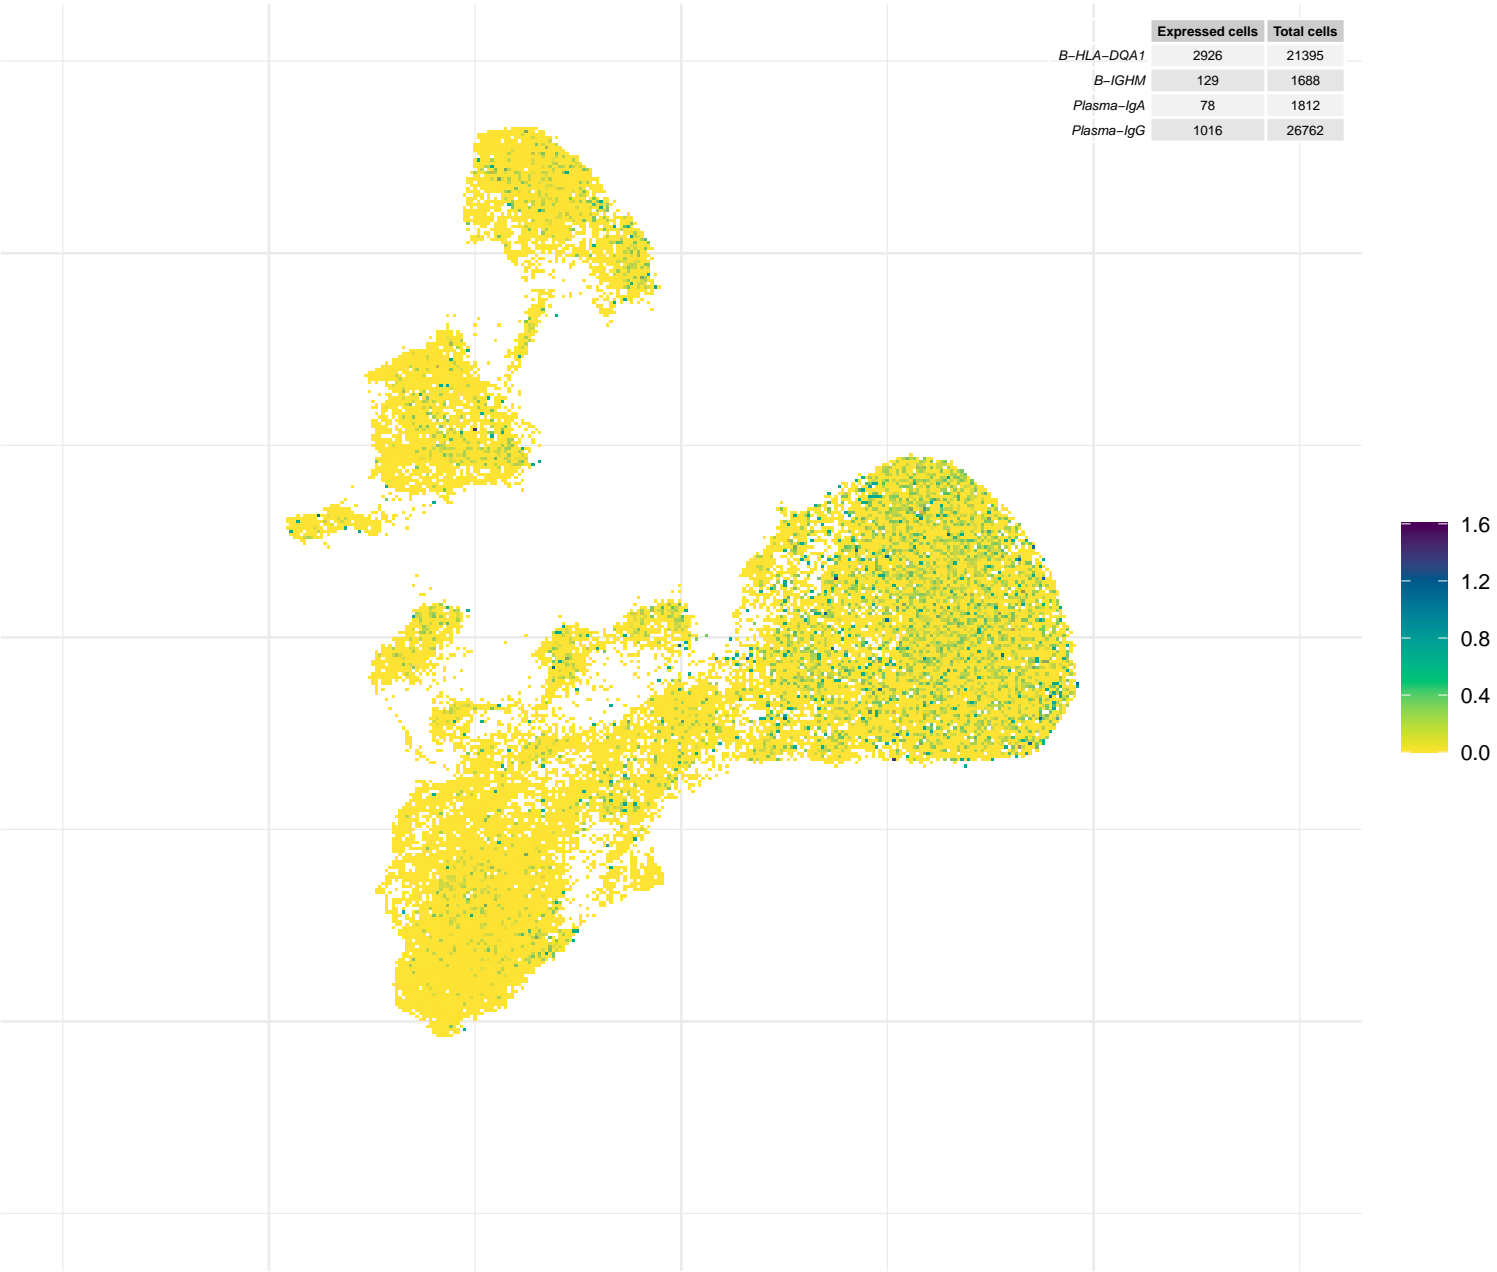 Expressed cells Total cells
B−HLA−DQA1 2926 21395
B−IGHM 129 1688
Plasma−IgA 78 1812
Plasma−IgG 1016 26762
1.6
1.2
0.8
0.4
0.0